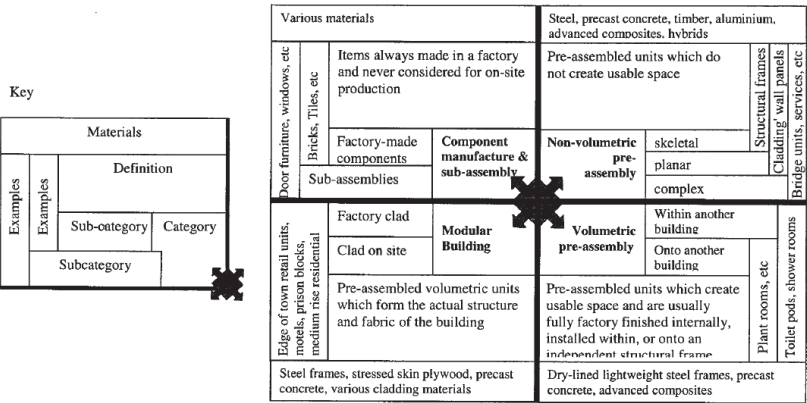 Key
Materials
Examples
Examples
Definition
Sub-category
Category
Subcategory
Various materials
Door furniture, windows, etc
Bricks, Tiles, etc
Items always made in a factory
and never considered for on-site
production
Factory-made
components
Sub-assemblies
Component
manufacture &
sub-assembly
Steel, precast concrete, timber, aluminium,
advanced composites, hybrids
Pre-assembled units which do
not create usable space
Non-volumetric
pre-
assembly
skeletal
planar
complex
Structural frames
Cladding' wall panels
Bridge units, services, etc
Edge of town retail units,
motels, prison blocks,
medium rise residential
Factory clad
Clad on site
Modular
Building
Pre-assembled volumetric units
which form the actual structure
and fabric of the building
Steel frames, stressed skin plywood, precast
concrete, various cladding materials
Volumetric
pre-assembly
Within another
building
Onto another
building
Pre-assembled units which create
usable space and are usually
fully factory finished internally,
installed within, or onto an
independent structural frame
Plant rooms, etc
Toilet pods, shower rooms
Dry-lined lightweight steel frames, precast
concrete, advanced composites